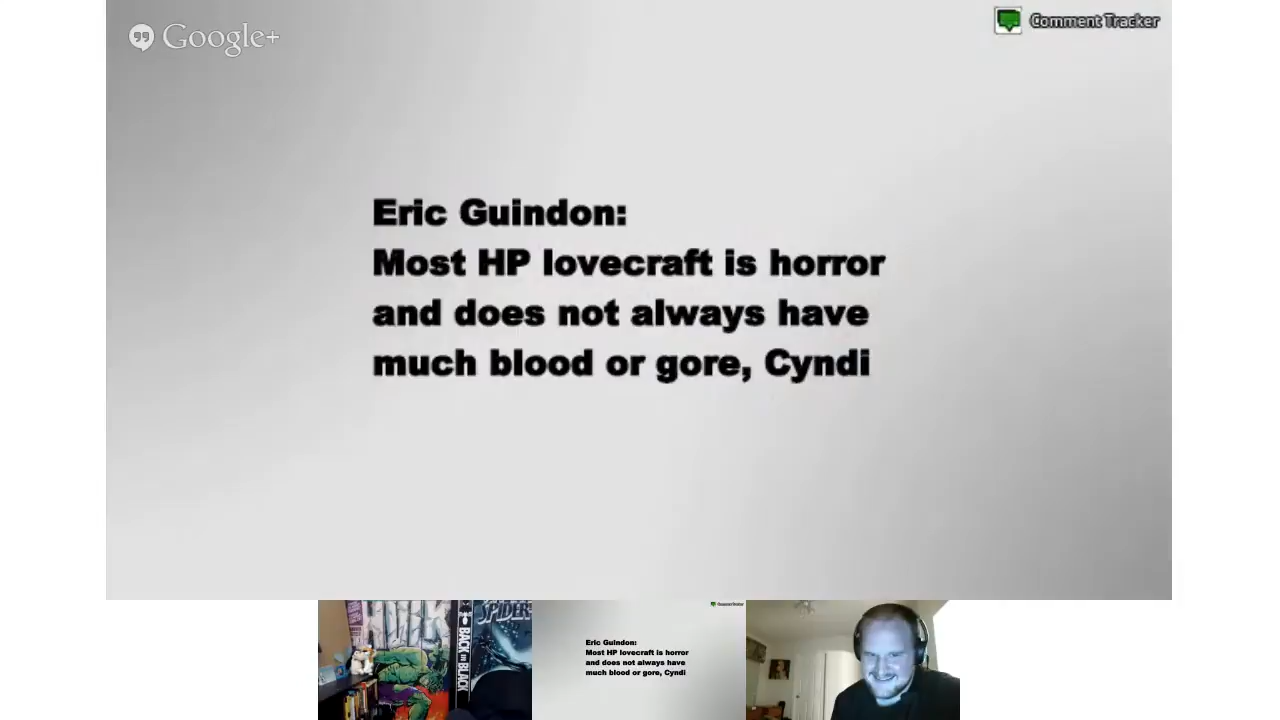 Google+
Comment Tracker
Eric Guindon:
Most HP lovecraft is horror
and does not always have
much blood or gore, Cyndi
HULK
BACK IN BLACK
SPIDER
Comment Tracker
Eric Guindon:
Most HP lovecraft is horror
and does not always have
much blood or gore, Cyndi